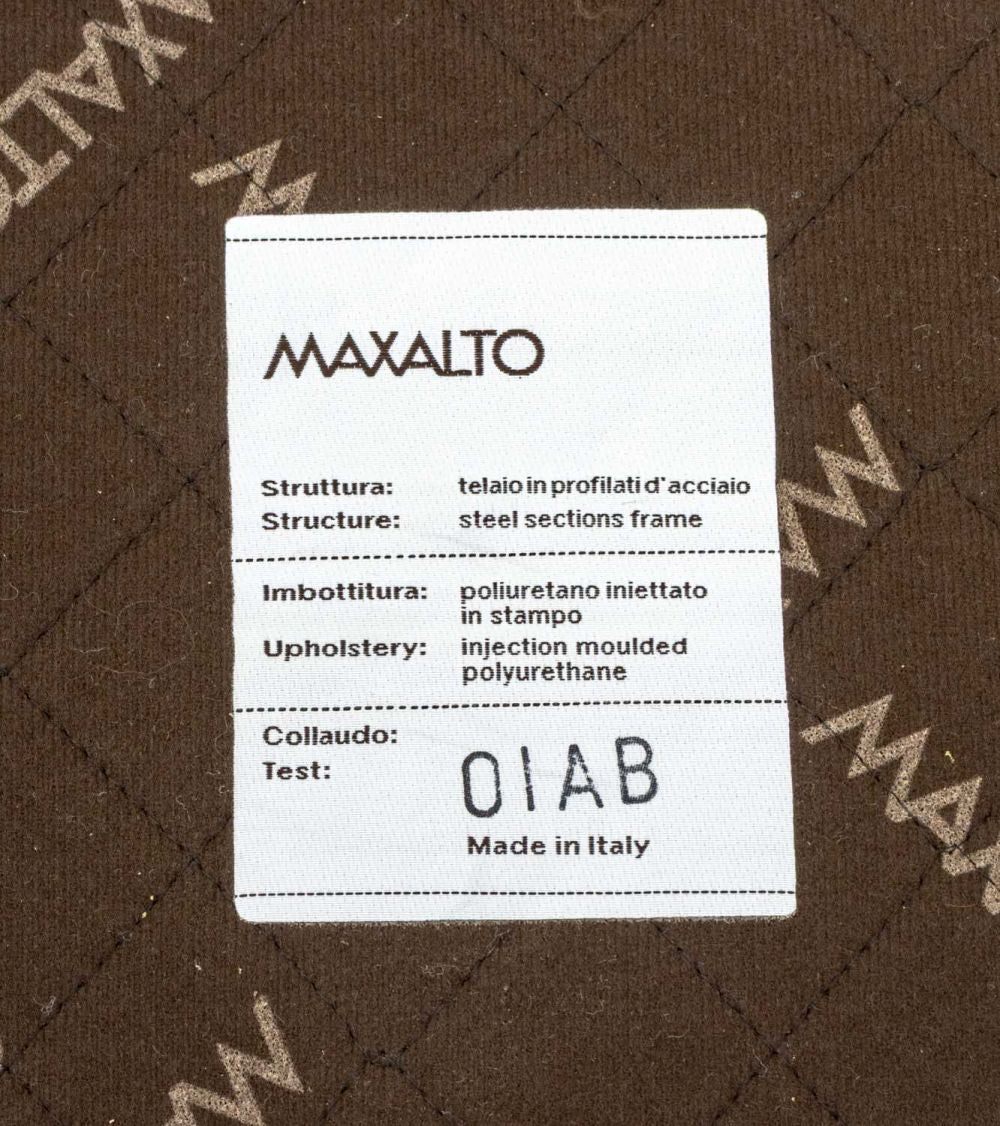 MAXALTO
Struttura: telaio in profilati d'acciaio
Structure: steel sections frame
Imbottitura: poliuretano iniettato
in stampo
Upholstery: injection moulded
polyurethane
Collaudo:
Test: 01AB
Made in Italy